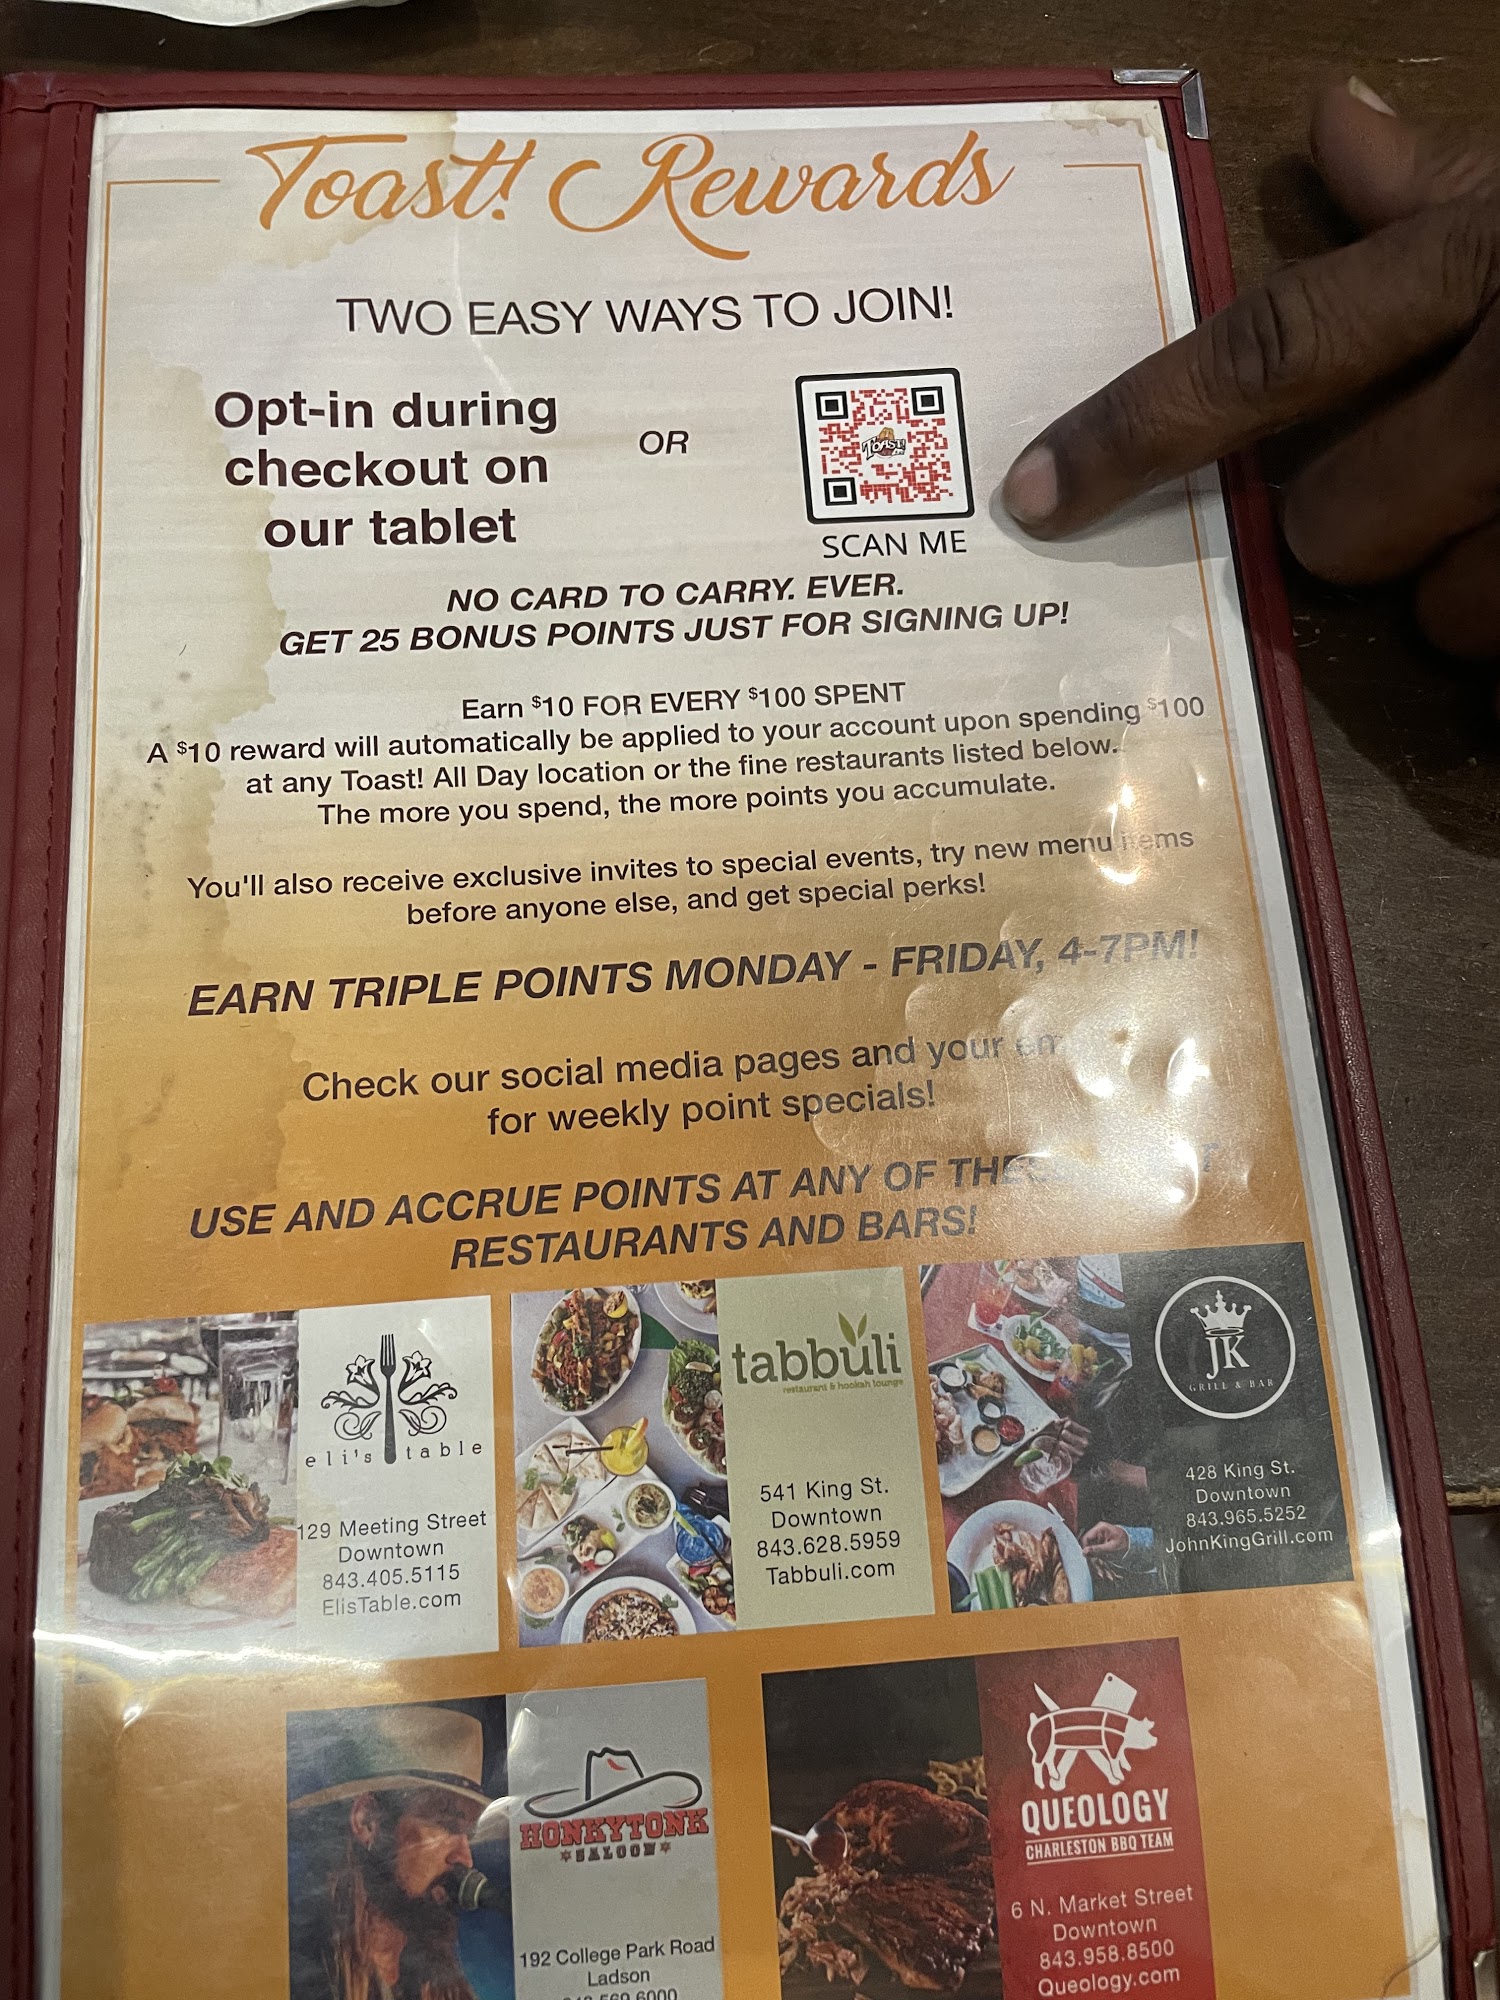 Toast! Rewards
TWO EASY WAYS TO JOIN!
Opt-in during
checkout on
our tablet
OR
TOAST!
SCAN ME
NO CARD TO CARRY. EVER.
GET 25 BONUS POINTS JUST FOR SIGNING UP!
Earn $10 FOR EVERY $100 SPENT
A $10 reward will automatically be applied to your account upon spending $100
at any Toast! All Day location or the fine restaurants listed below.
The more you spend, the more points you accumulate.
You'll also receive exclusive invites to special events, try new menu items
before anyone else, and get special perks!
EARN TRIPLE POINTS MONDAY - FRIDAY, 4-7PM!
Check our social media pages and your
for weekly point specials!
USE AND ACCRUE POINTS AT ANY OF
RESTAURANTS AND BARS!
eli's table
129 Meeting Street
Downtown
843.405.5115
ElisTable.com
tabbuli
restaurant & hookah lounge
541 King St.
Downtown
843.628.5959
Tabbuli.com
JK
GRILL & BAR
428 King St.
Downtown
843.965.5252
JohnKingGrill.com
HONKYTONK
SALOON
192 College Park Road
Ladson
QUEOLOGY
CHARLESTON BBQ TEAM
6 N. Market Street
Downtown
843.958.8500
Queology.com